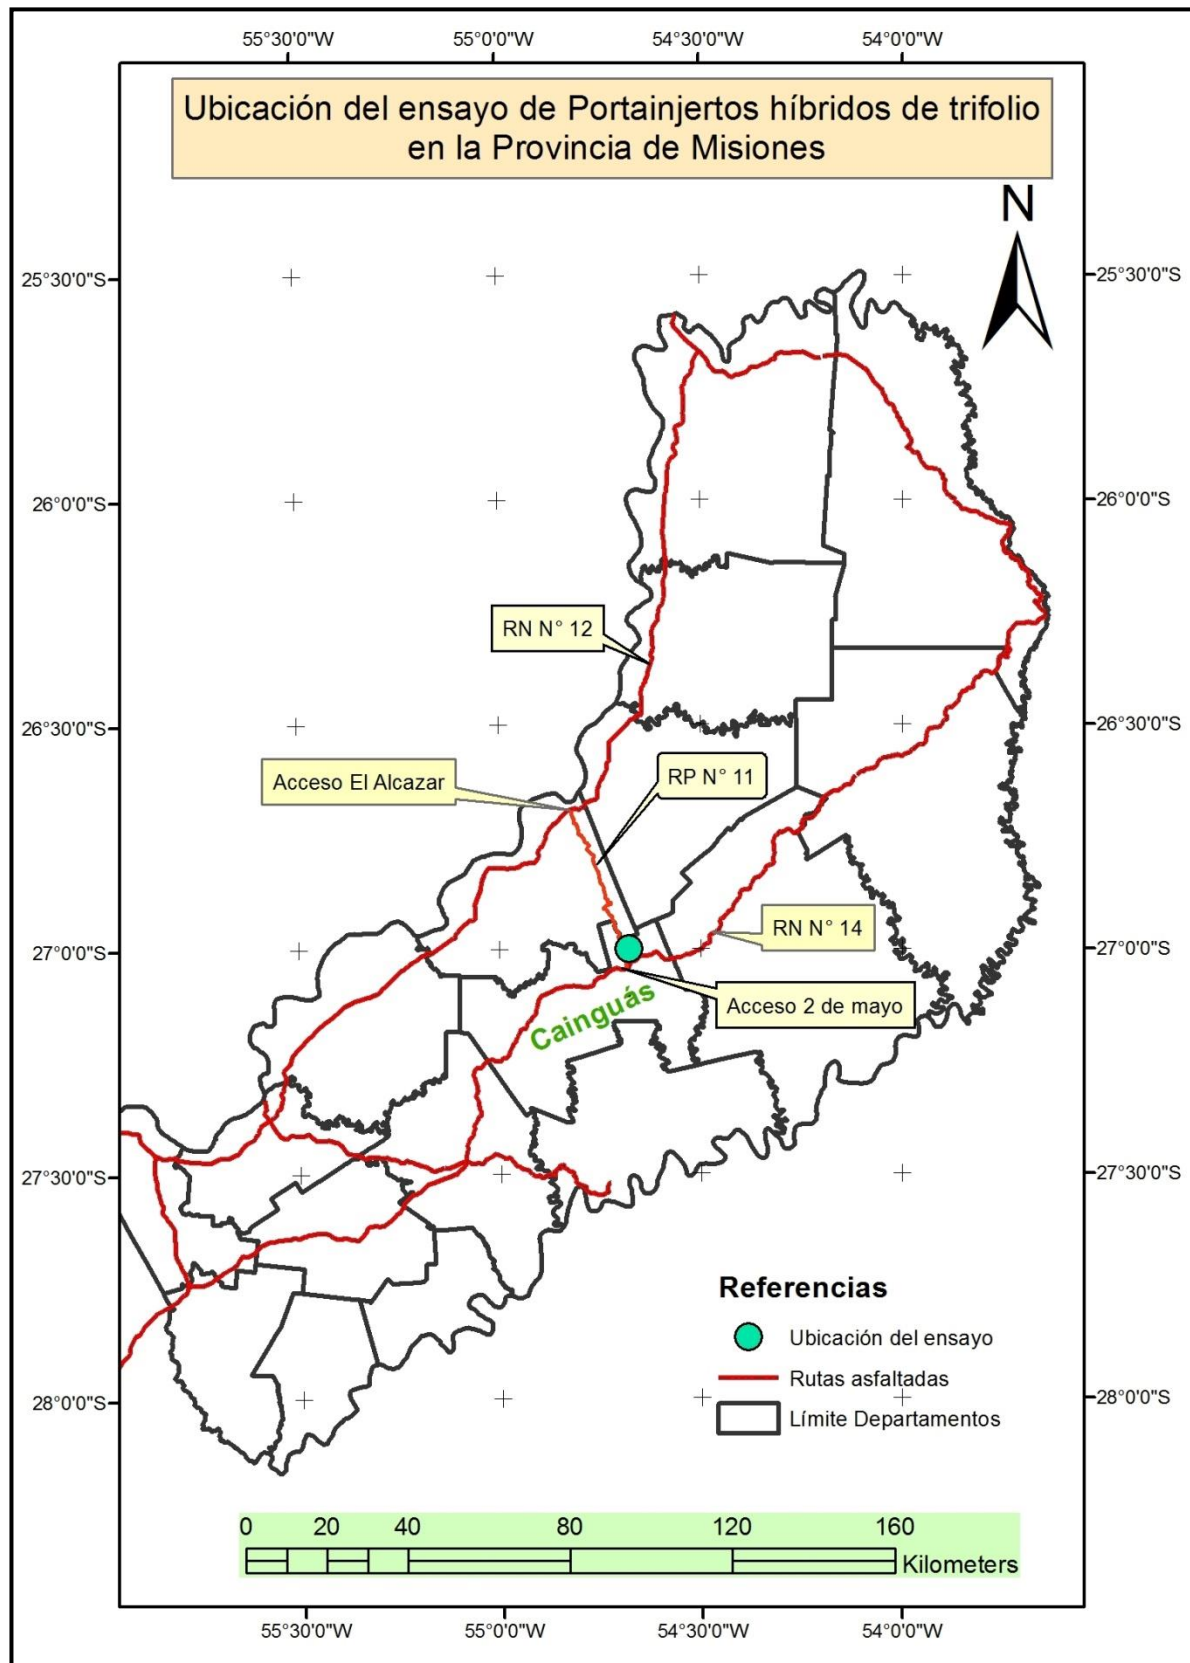 55°30'0"W 55°0'0"W 54°30'0"W 54°0'0"W
Ubicación del ensayo de Portainjertos híbridos de trifolio
en la Provincia de Misiones
N
25°30'0"S 25°30'0"S
26°0'0"S 26°0'0"S
RN N° 12
26°30'0"S 26°30'0"S
Acceso El Alcazar
RP N° 11
RN N° 14
27°0'0"S 27°0'0"S
Acceso 2 de mayo
Cainguás
27°30'0"S 27°30'0"S
Referencias
Ubicación del ensayo
Rutas asfaltadas
28°0'0"S 28°0'0"S
Límite Departamentos
0 20 40 80 120 160
Kilometers
55°30'0"W 55°0'0"W 54°30'0"W 54°0'0"W